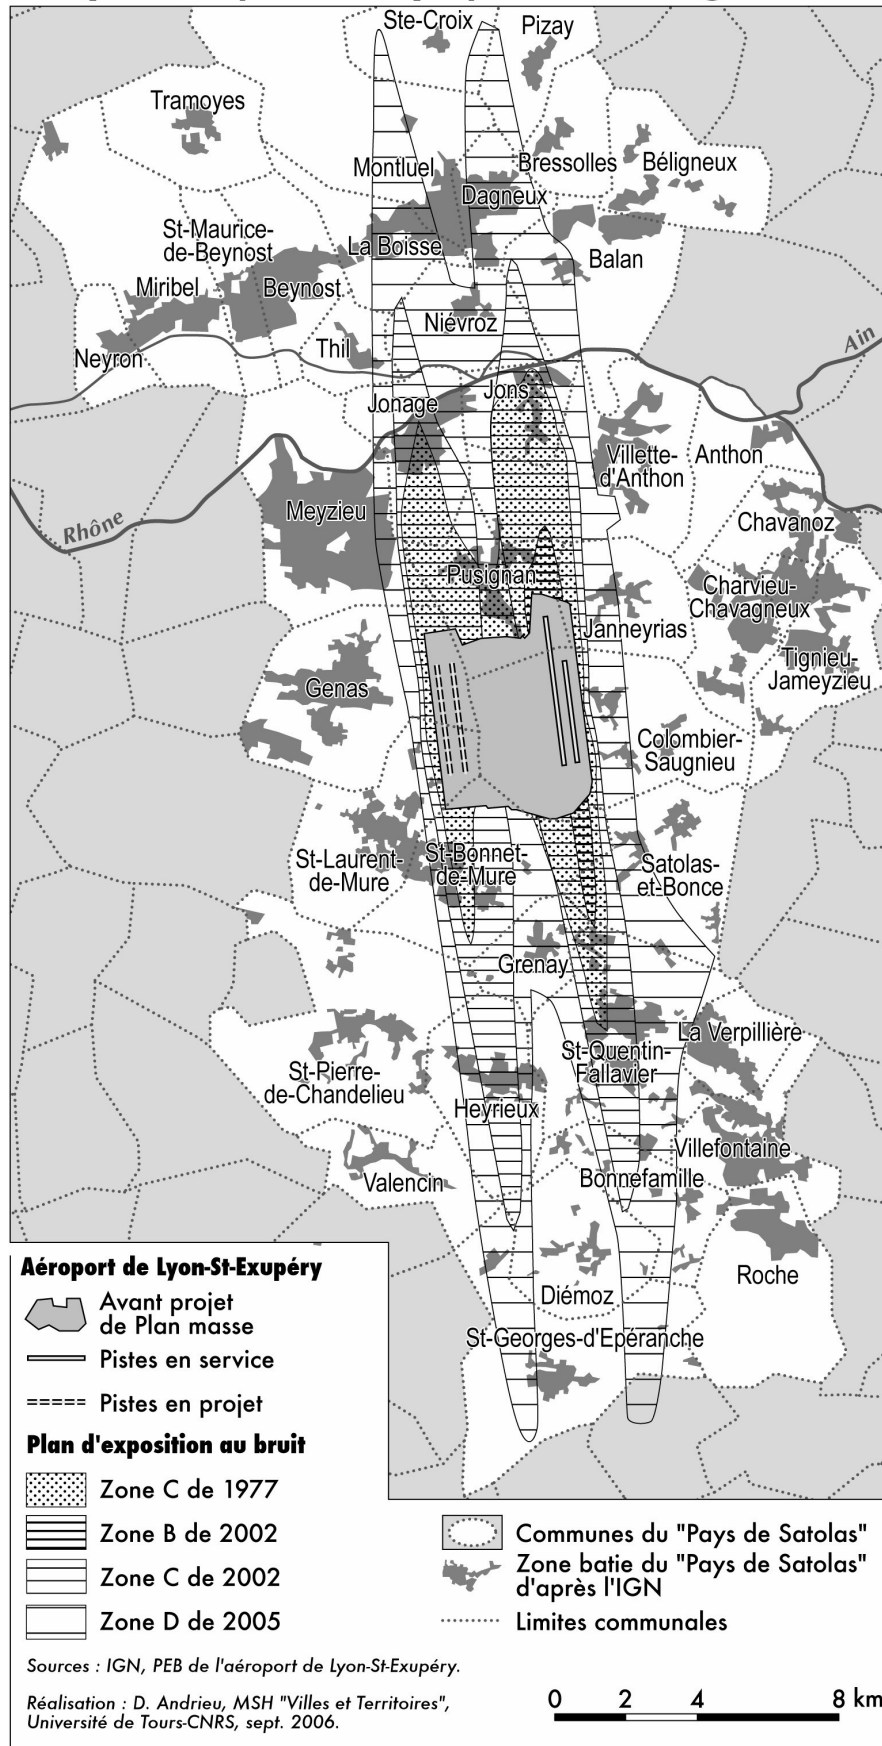 Ste-Croix
Pizay
Tramoyes
Montluel
Bressolles
Béligneux
Dagneux
St-Maurice-
de-Beynost
La Boisse
Balan
Miribel
Beynost
Niévroz
Neyron
Thil
Ain
Jonage
Jons
Villette-
d'Anthon
Anthon
Rhône
Meyzieu
Chavanoz
Pusignan
Charvieu-
Chavagneux
Janneyrias
Tignieu-
Jameyzieu
Genas
Colombier-
Saugnieu
St-Laurent-
de-Mure
St-Bonnet-
de-Mure
Satolas-
et-Bonce
Grenay
La Verpillière
St-Quentin-
Fallavier
St-Pierre-
de-Chandelieu
Heyrieux
Villefontaine
Valencin
Bonnefamille
Roche
Diémoz
St-Georges-d'Epéranche
Aéroport de Lyon-St-Exupéry
Avant projet
de Plan masse
Pistes en service
Pistes en projet
Plan d'exposition au bruit
Zone C de 1977
Zone B de 2002
Zone C de 2002
Zone D de 2005
Communes du "Pays de Satolas"
Zone batie du "Pays de Satolas"
d'après l'IGN
Limites communales
Sources : IGN, PEB de l'aéroport de Lyon-St-Exupéry.
Réalisation : D. Andrieu, MSH "Villes et Territoires",
Université de Tours-CNRS, sept. 2006.
0 2 4 8 km